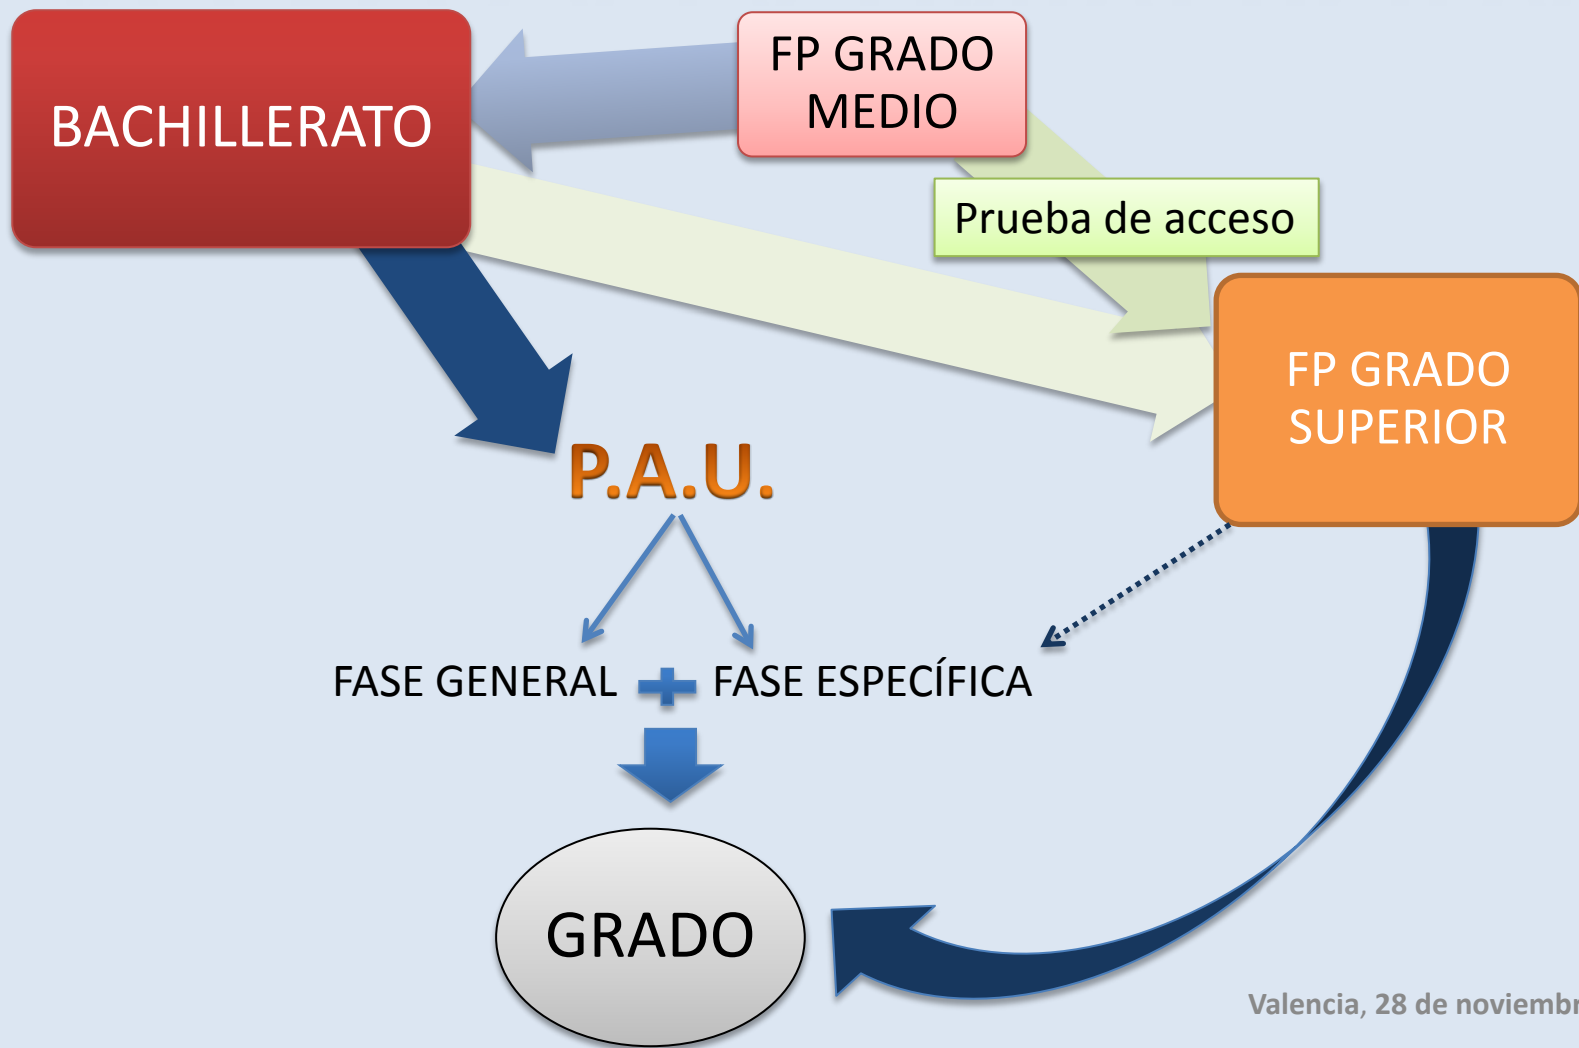 BACHILLERATO
FP GRADO
MEDIO
Prueba de acceso
FP GRADO
SUPERIOR
P.A.U.
FASE GENERAL
FASE ESPECÍFICA
GRADO
Valencia, 28 de noviembr